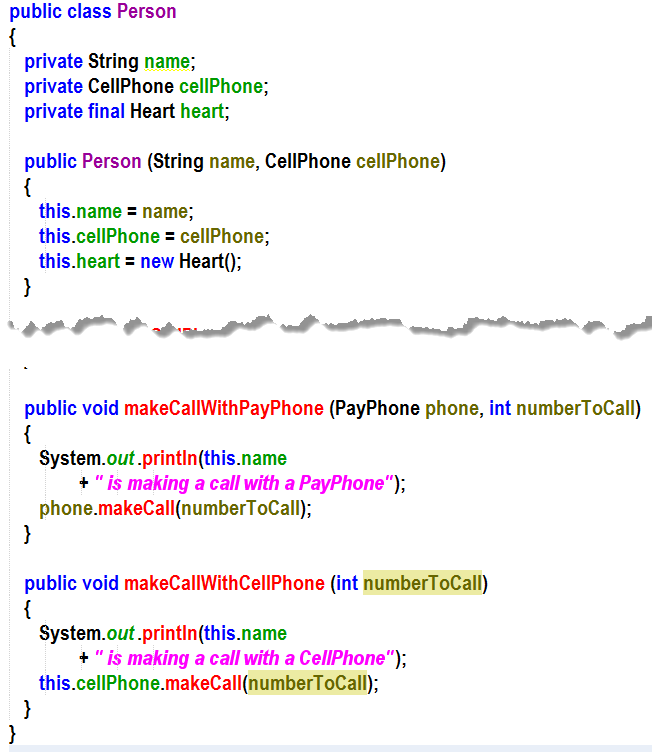 public class Person
{
private String name;
private CellPhone cellPhone;
private final Heart heart;
public Person (String name, CellPhone cellPhone)
{
this.name = name;
this.cellPhone = cellPhone;
this.heart = new Heart();
}
public void makeCallWithPayPhone (PayPhone phone, int numberToCall)
{
System.out.println(this.name
+ " is making a call with a PayPhone");
phone.makeCall(numberToCall);
}
public void makeCallWithCellPhone (int numberToCall)
{
System.out.println(this.name
+ " is making a call with a CellPhone");
this.cellPhone.makeCall(numberToCall);
}
}